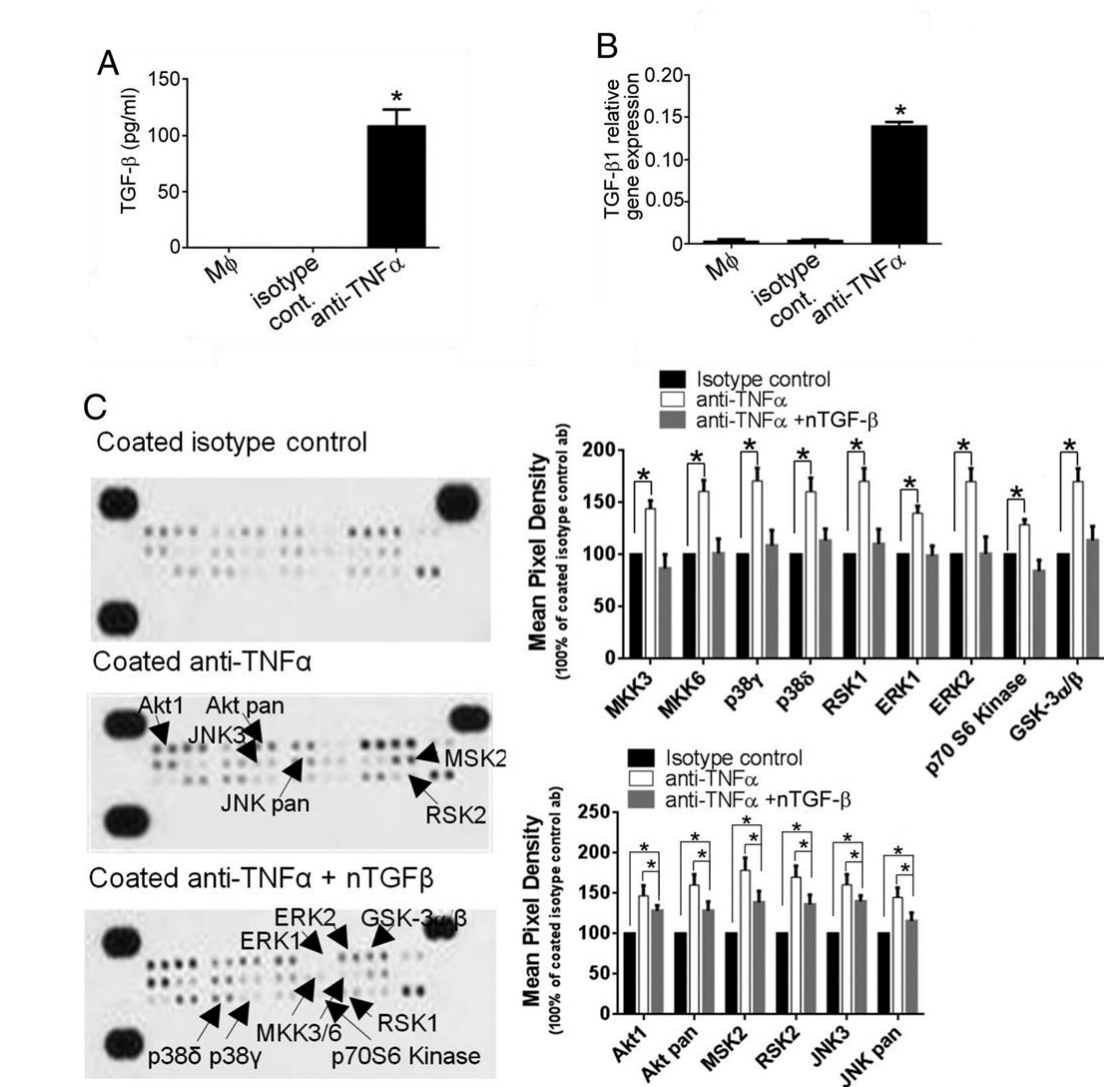 A
150
100
50
0
TGF-β (pg/ml)
*
Mϕ
isotype
cont.
anti-TNFα
B
0.20
0.15
0.10
0.05
0
TGF-β1 relative
gene expression
*
Mϕ
isotype
cont.
anti-TNFα
C
Coated isotype control
Coated anti-TNFα
Akt1
Akt pan
JNK3
MSK2
JNK pan
RSK2
Coated anti-TNFα + nTGFβ
ERK2
GSK-3α/β
ERK1
RSK1
MKK3/6
p38δ p38γ
p70S6 Kinase
Isotype control
anti-TNFα
anti-TNFα +nTGF-β
Mean Pixel Density
(100% of coated isotype control ab)
200
150
100
50
0
* * * * * * * * *
MKK3
MKK6
p38γ
p38δ
RSK1
ERK1
ERK2
p70 S6 Kinase
GSK-3α/β
Isotype control
anti-TNFα
anti-TNFα +nTGF-β
Mean Pixel Density
(100% of coated isotype control ab)
250
200
150
100
50
0
* * * * * *
* * * * * *
Akt1
Akt pan
MSK2
RSK2
JNK3
JNK pan